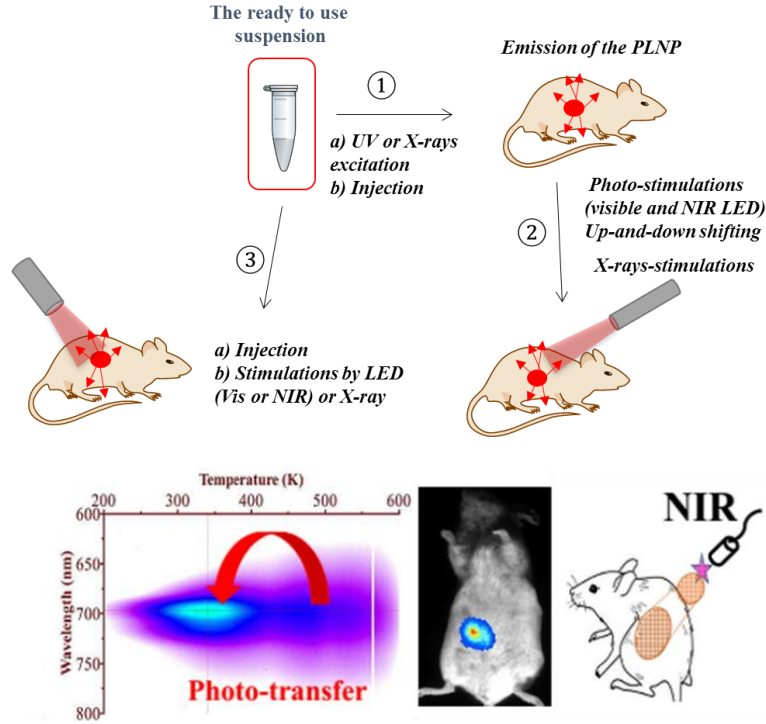 The ready to use
suspension
①
a) UV or X-rays
excitation
b) Injection
Emission of the PLNP
②
Photo-stimulations
(visible and NIR LED)
Up-and-down shifting
X-rays-stimulations
③
a) Injection
b) Stimulations by LED
(Vis or NIR) or X-ray
Temperature (K)
200 300 400 500 600
Wavelength (nm)
600
650
700
750
800
Photo-transfer
NIR